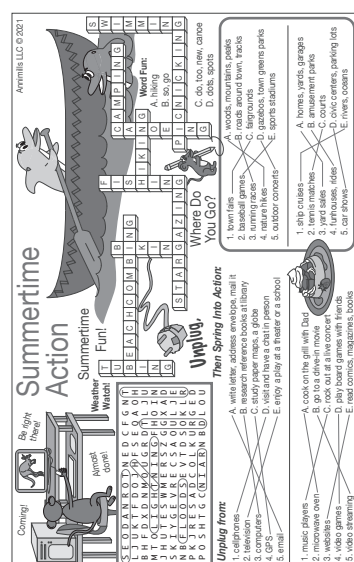 Coming!
Be right there!
Almost done!
Summertime Action
Arnimilis LLC © 2021
Summertime Fun!
Weather Watch!
Word Fun:
A. hiking
B. so, go
C. do, too, new, canoe
D. dots, spots
BEACHCOMBING
STARGAZING
HIKING
CAMPING
SWIMMING
PICNICKING
Where Do You Go?
Unplug,
Then Spring Into Action:
Unplug from:
1. cellphones
2. television
3. computers
4. GPS
5. email
A. write letter, address envelope, mail it
B. research reference books at library
C. study paper maps, a globe
D. visit and have a chat in person
E. enjoy a play at a theater or a school
1. music players
2. microwave oven
3. websites
4. video games
5. video streaming
A. cook on the grill with Dad
B. go to a drive-in movie
C. rock out at a live concert
D. play board games with friends
E. read comics, magazines, books
1. town fairs
2. baseball games
3. running races
4. nature hikes
5. outdoor concerts
A. woods, mountains, peaks
B. roads around town, tracks
C. fairgrounds
D. gazebos, town greens parks
E. sports stadiums
1. ship cruises
2. tennis matches
3. yard sales
4. funhouses, rides
5. car shows
A. homes, yards, garages
B. amusement parks
C. courts
D. civic centers, parking lots
E. rivers, oceans